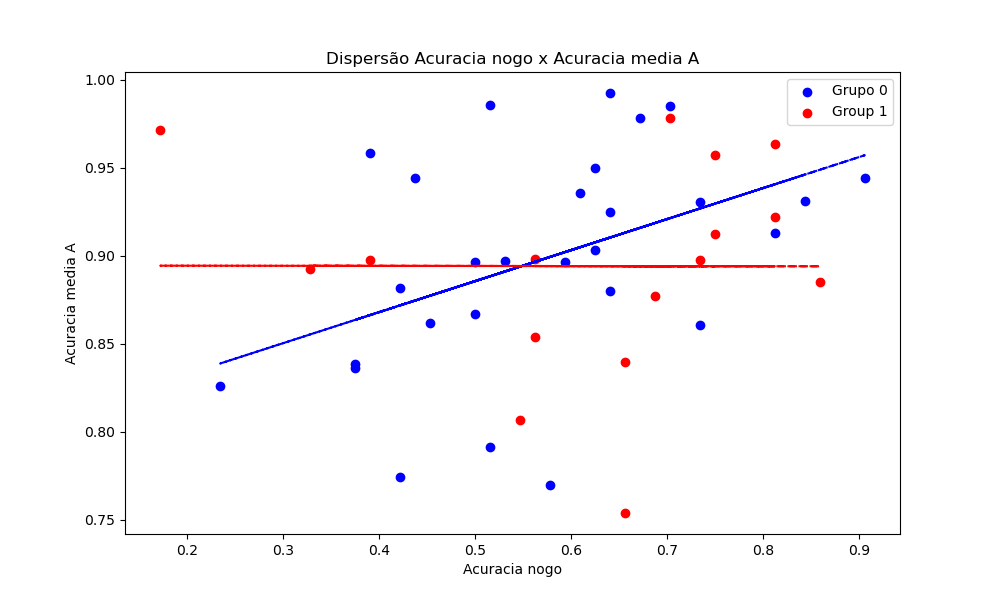 Dispersão Acuracia nogo x Acuracia media A
1.00
0.95
0.90
0.85
0.80
0.75
Acuracia media A
Grupo 0
Group 1
0.2 0.3 0.4 0.5 0.6 0.7 0.8 0.9
Acuracia nogo